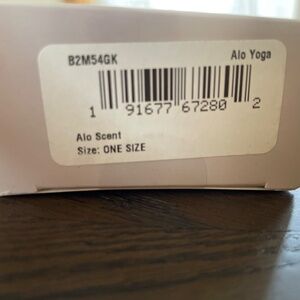 B2M54GK Alo Yoga
1 91677 67280 2
Alo Scent
Size: ONE SIZE